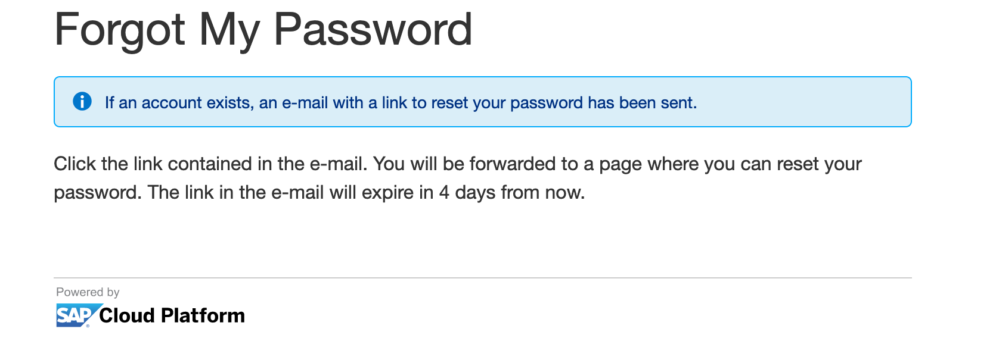 Forgot My Password
If an account exists, an e-mail with a link to reset your password has been sent.
Click the link contained in the e-mail. You will be forwarded to a page where you can reset your
password. The link in the e-mail will expire in 4 days from now.
Powered by
SAP® Cloud Platform